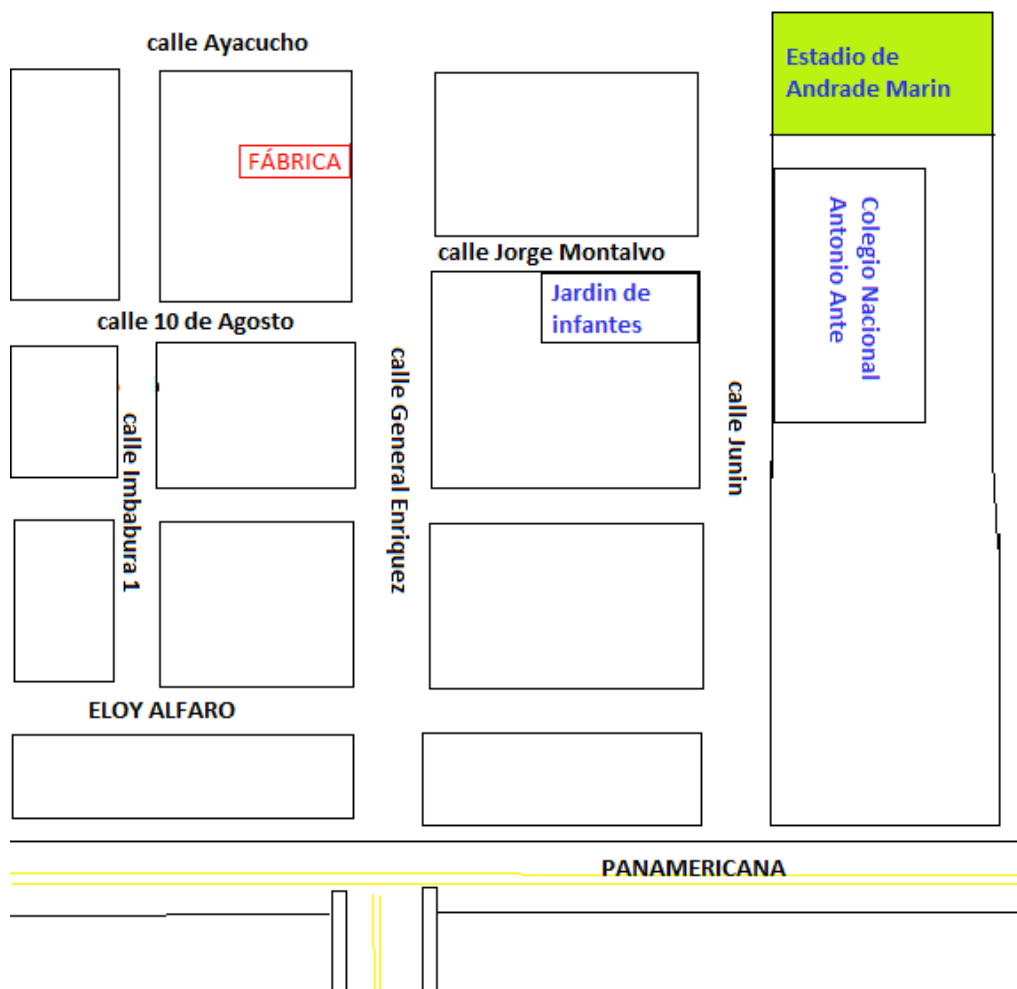 calle Ayacucho
Estadio de
Andrade Marin
FÁBRICA
Colegio Nacional
Antonio Ante
calle Jorge Montalvo
Jardin de
infantes
calle 10 de Agosto
calle General Enriquez
calle Junin
calle Imbabura 1
ELOY ALFARO
PANAMERICANA